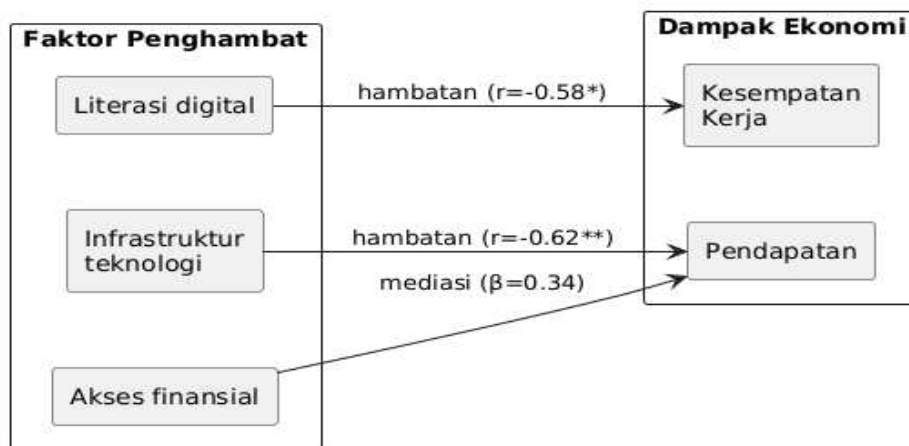 Faktor Penghambat
Literasi digital
Infrastruktur
teknologi
Akses finansial
hambatan (r=-0.58*)
hambatan (r=-0.62**)
mediasi (β=0.34)
Dampak Ekonomi
Kesempatan
Kerja
Pendapatan